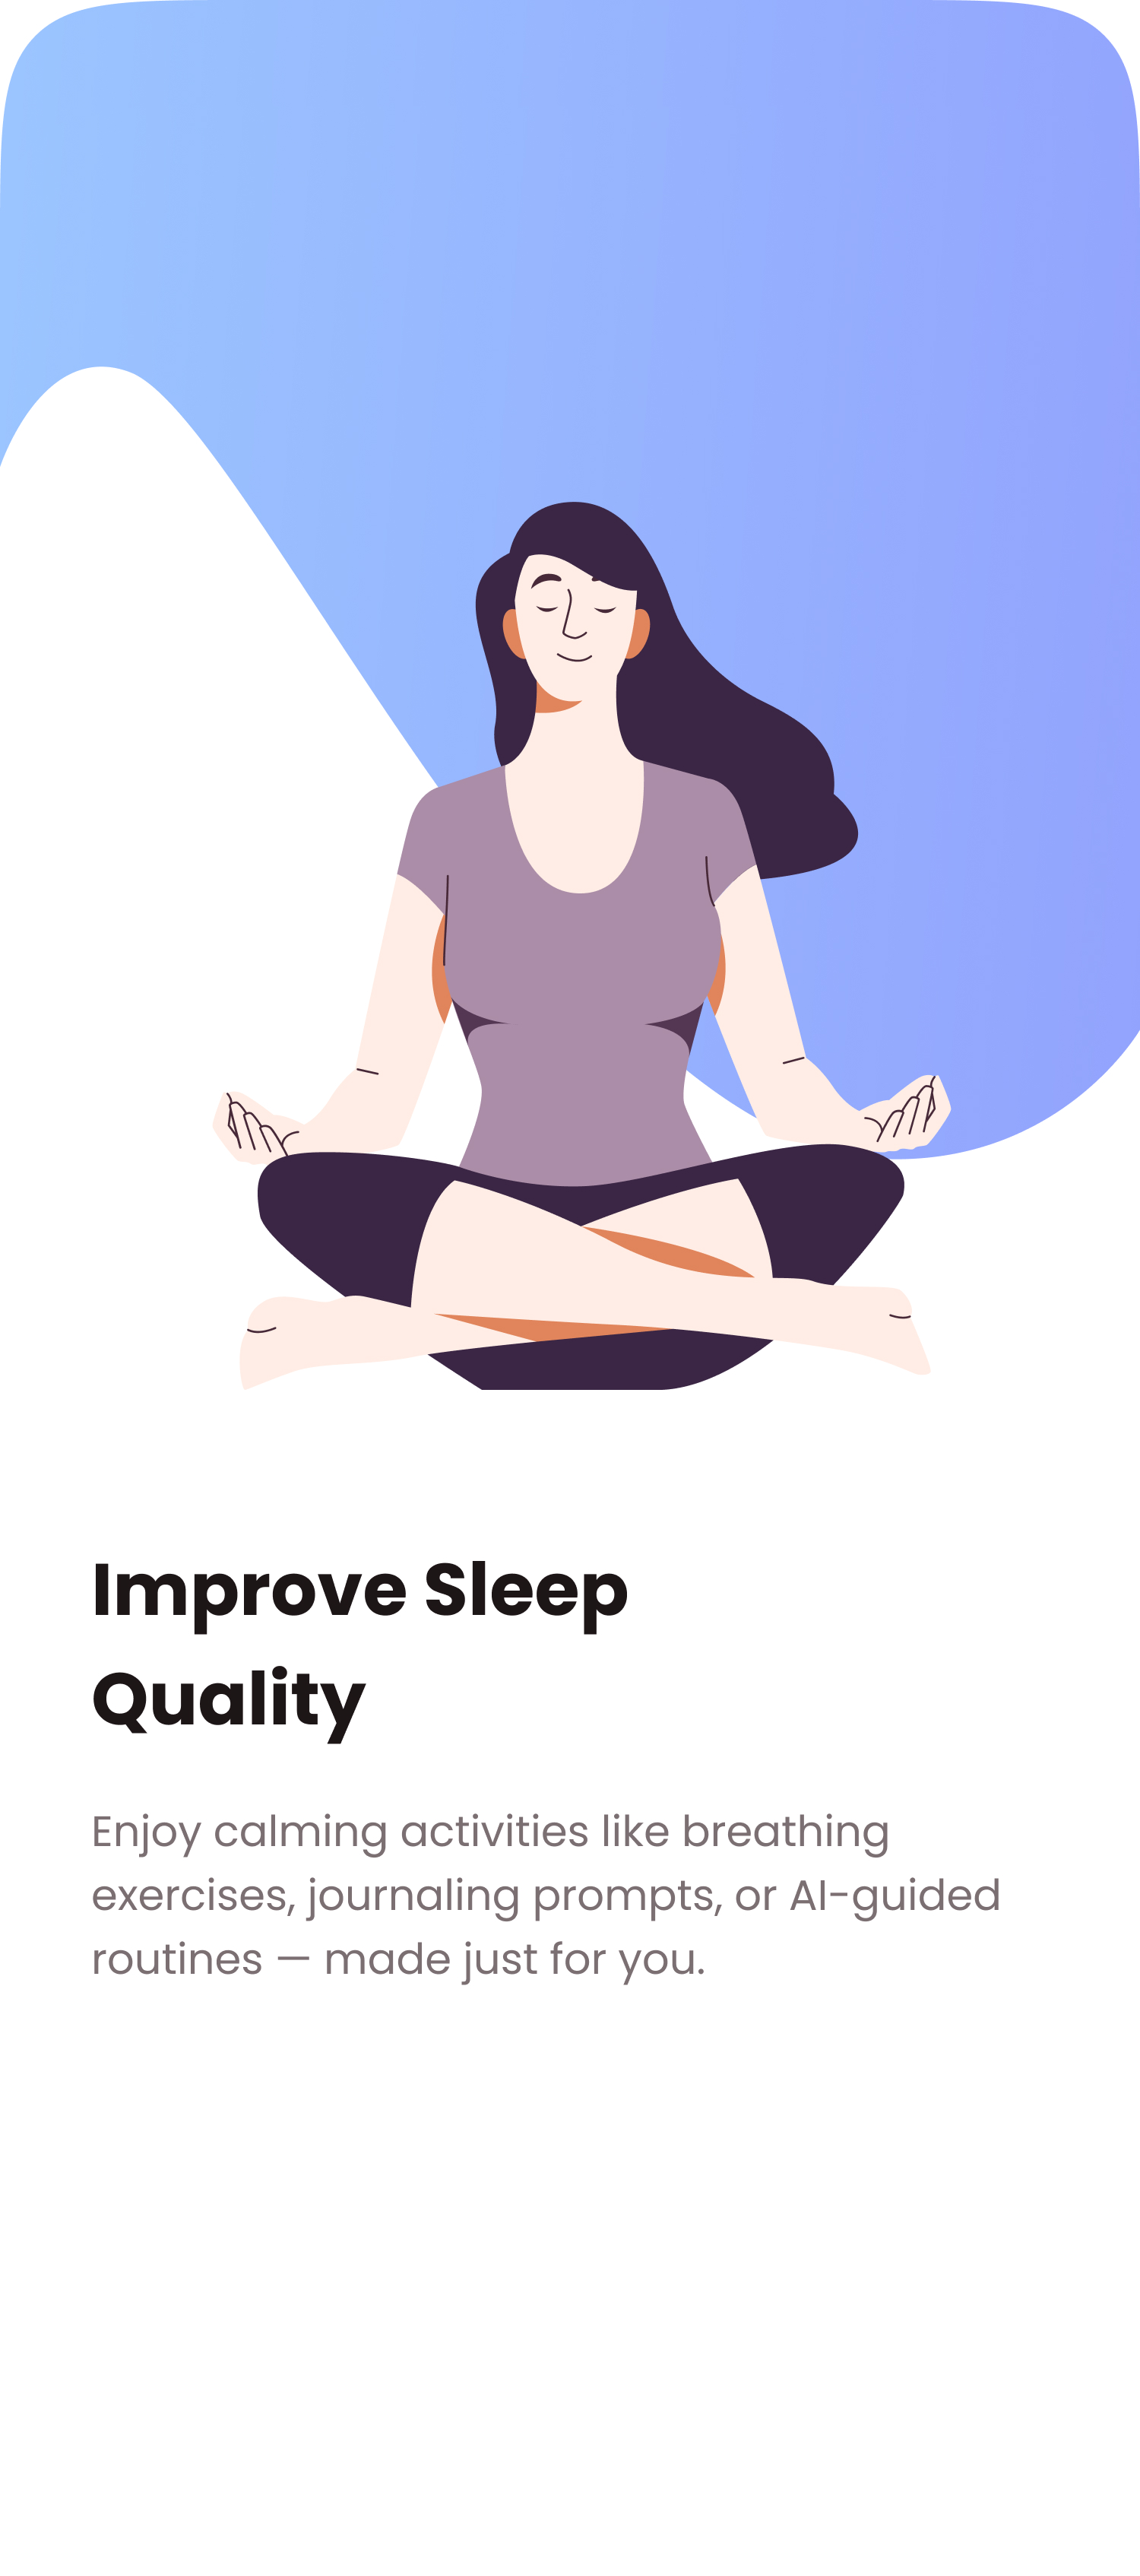 Improve Sleep
Quality
Enjoy calming activities like breathing
exercises, journaling prompts, or AI-guided
routines — made just for you.